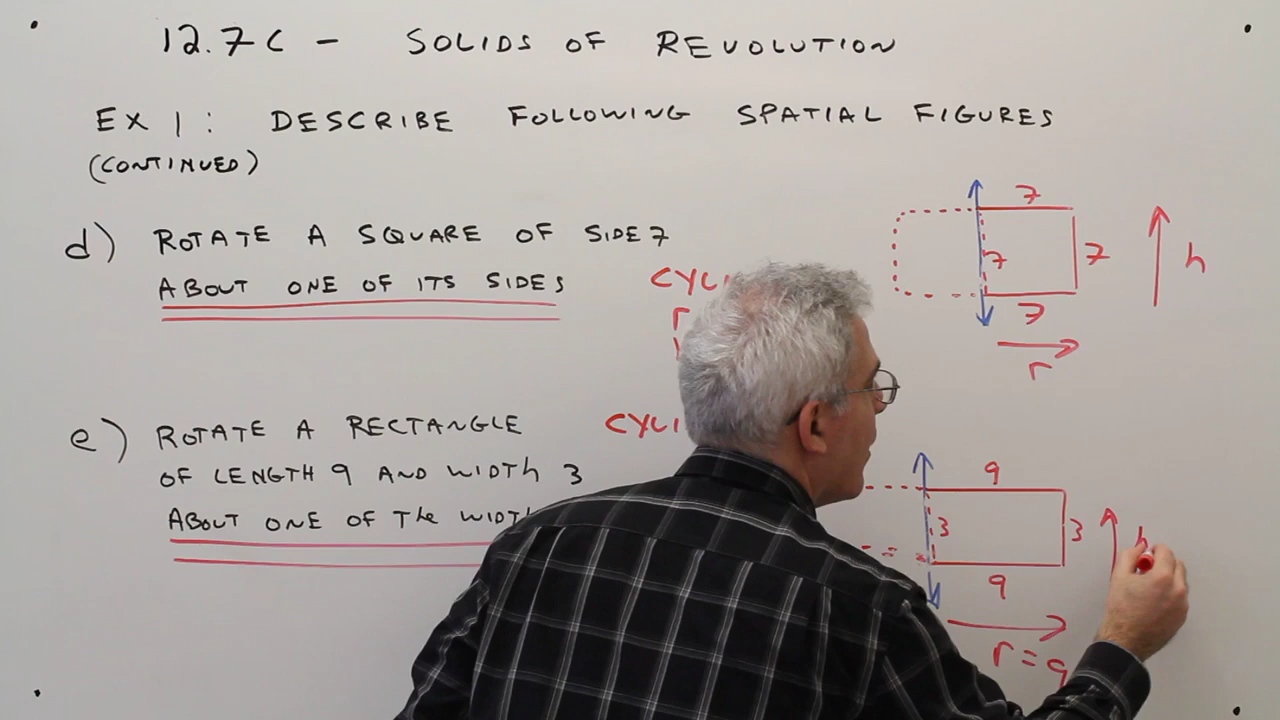 12.7C - SOLIDS OF REVOLUTION
EX 1: DESCRIBE FOLLOWING SPATIAL FIGURES
(CONTINUED)
d) ROTATE A SQUARE OF SIDE 7
ABOUT ONE OF ITS SIDES
7
7
7
7
h
r
e) ROTATE A RECTANGLE
OF LENGTH 9 AND WIDTH 3
ABOUT ONE OF THE
9
3
3
9
h
r = 9